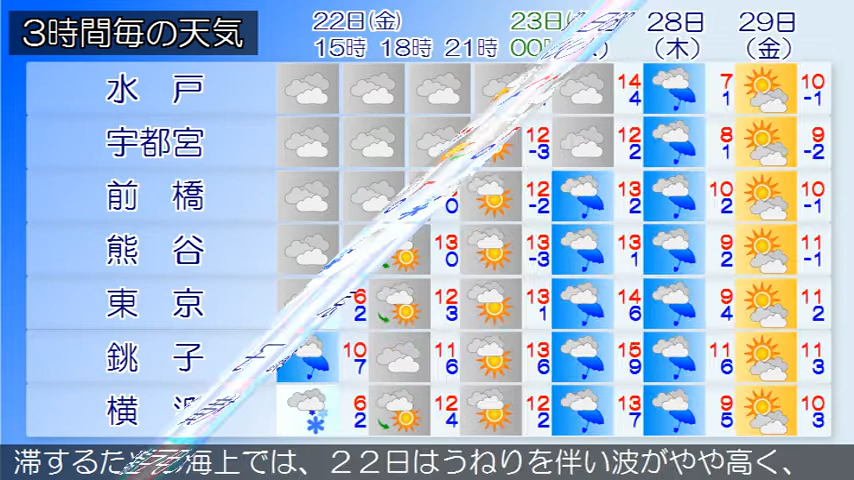 3時間毎の天気
22日(金) 23日( 28日 29日
15時 18時 21時 00 (木) (金)
水 戸 14 4 7 1 10 -1
宇都宮 12 -3 12 2 8 1 9 -2
前 橋 0 12 -2 13 2 10 2 10 -1
熊 谷 13 0 13 -3 13 1 9 2 11 -1
東 京 6 2 12 3 13 1 14 6 9 4 11 2
銚 子 10 7 11 6 13 6 15 9 11 6 11 3
横 6 2 12 4 12 2 13 7 9 5 10 3
滞するた 海上では、２２日はうねりを伴い波がやや高く、